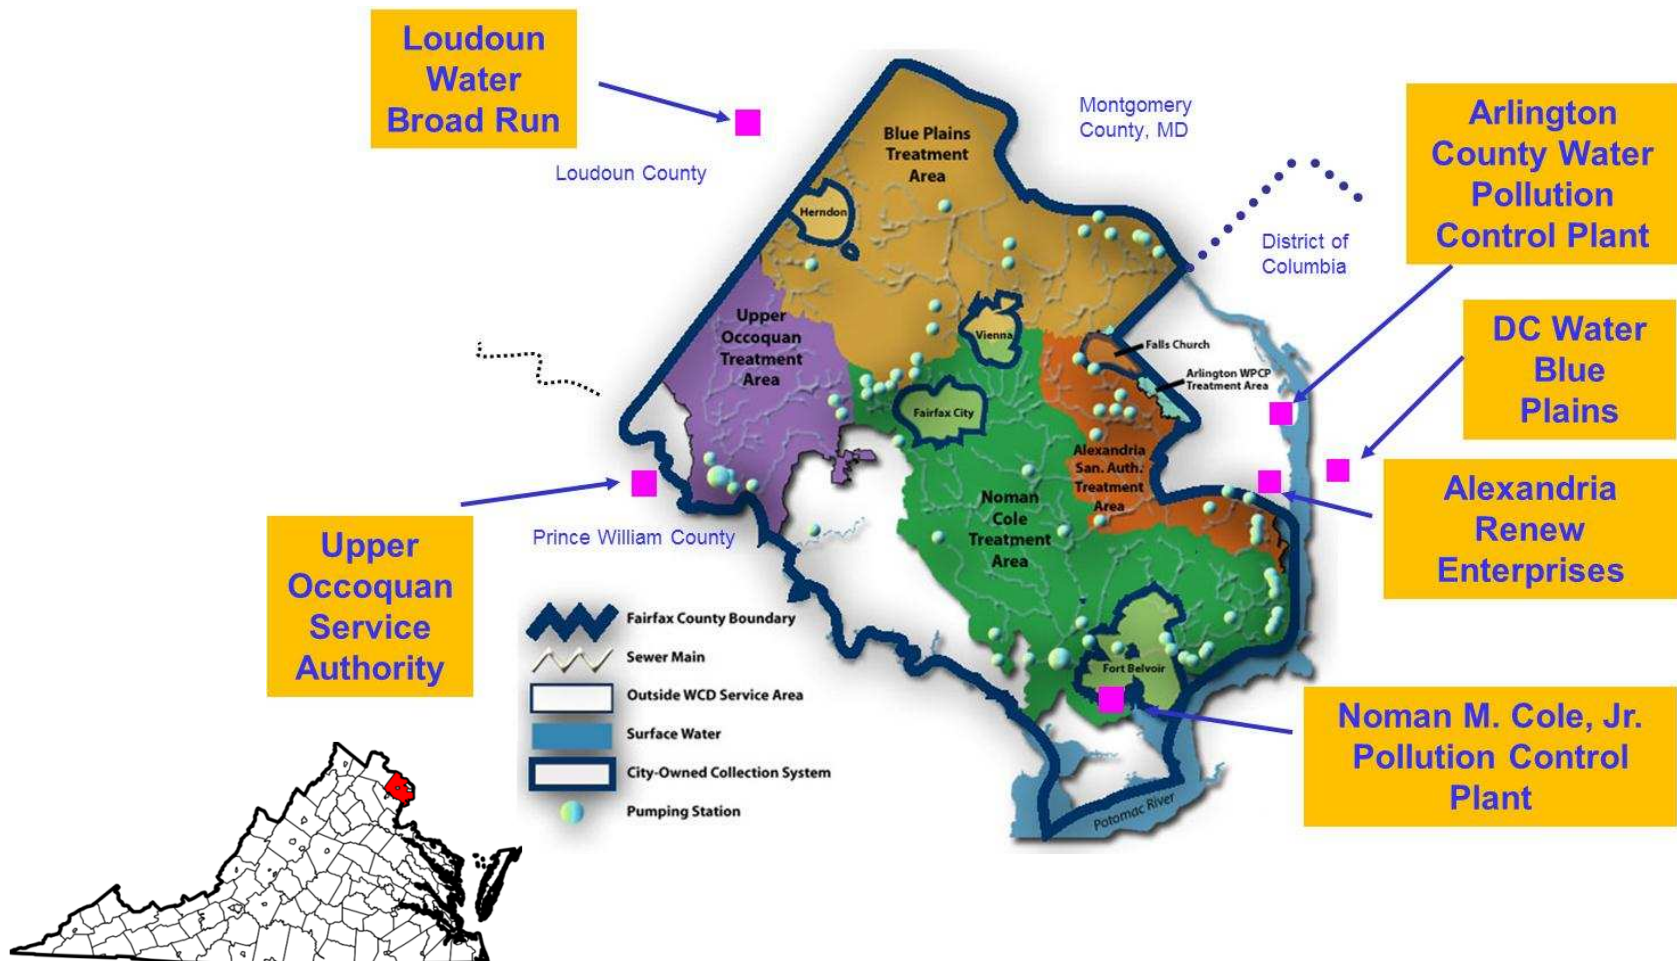 Loudoun
Water
Broad Run
Loudoun County
Montgomery
County, MD
Blue Plains
Treatment
Area
Herndon
Arlington
County Water
Pollution
Control Plant
District of
Columbia
Upper
Occoquan
Treatment
Area
Vienna
Falls Church
Arlington WPCP
Treatment Area
DC Water
Blue
Plains
Fairfax City
Alexandria
San. Auth.
Treatment
Area
Alexandria
Renew
Enterprises
Noman
Cole
Treatment
Area
Prince William County
Upper
Occoquan
Service
Authority
Fairfax County Boundary
Sewer Main
Outside WCD Service Area
Surface Water
City-Owned Collection System
Pumping Station
Fort Belvoir
Noman M. Cole, Jr.
Pollution Control
Plant
Potomac River